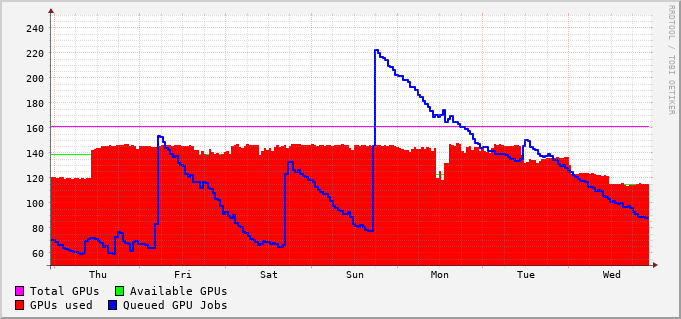 RRDTOOL / TOBI OETIKER
240
220
200
180
160
140
120
100
80
60
Thu Fri Sat Sun Mon Tue Wed
Total GPUs Available GPUs
GPUs used Queued GPU Jobs